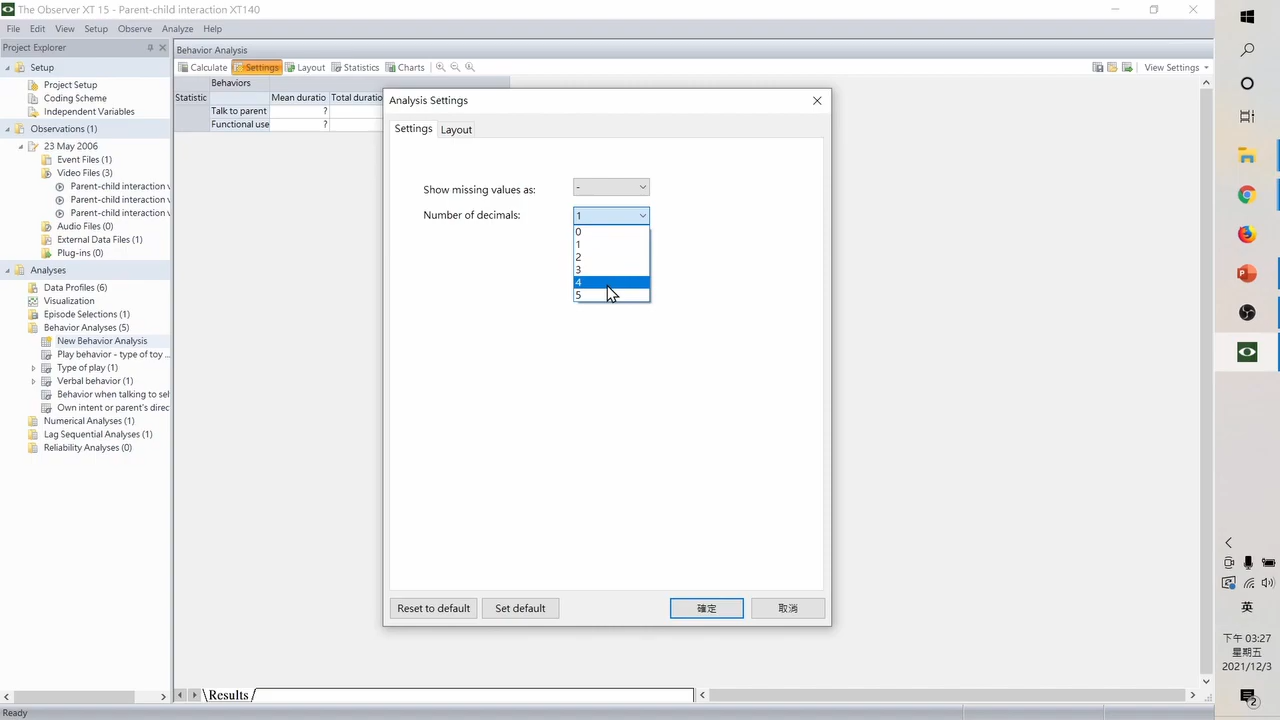 The Observer XT 15 - Parent-child interaction XT140
File Edit View Setup Observe Analyze Help
Project Explorer
Behavior Analysis
Calculate Settings Layout Statistics Charts View Settings
Setup
Project Setup
Coding Scheme
Independent Variables
Observations (1)
23 May 2006
Event Files (1)
Video Files (3)
Parent-child interaction v
Parent-child interaction v
Parent-child interaction v
Audio Files (0)
External Data Files (1)
Plug-ins (0)
Analyses
Data Profiles (6)
Visualization
Episode Selections (1)
Behavior Analyses (5)
New Behavior Analysis
Play behavior - type of toy ...
Type of play (1)
Verbal behavior (1)
Behavior when talking to sel
Own intent or parent's direc
Numerical Analyses (1)
Lag Sequential Analyses (1)
Reliability Analyses (0)
Behaviors
Statistic Mean duratio Total duratio
Talk to parent ?
Functional use ?
Analysis Settings
Settings Layout
Show missing values as: -
Number of decimals: 1
0
1
2
3
4
5
Reset to default Set default 確定 取消
Results
Ready
英
下午 03:27
星期五
2021/12/3
2